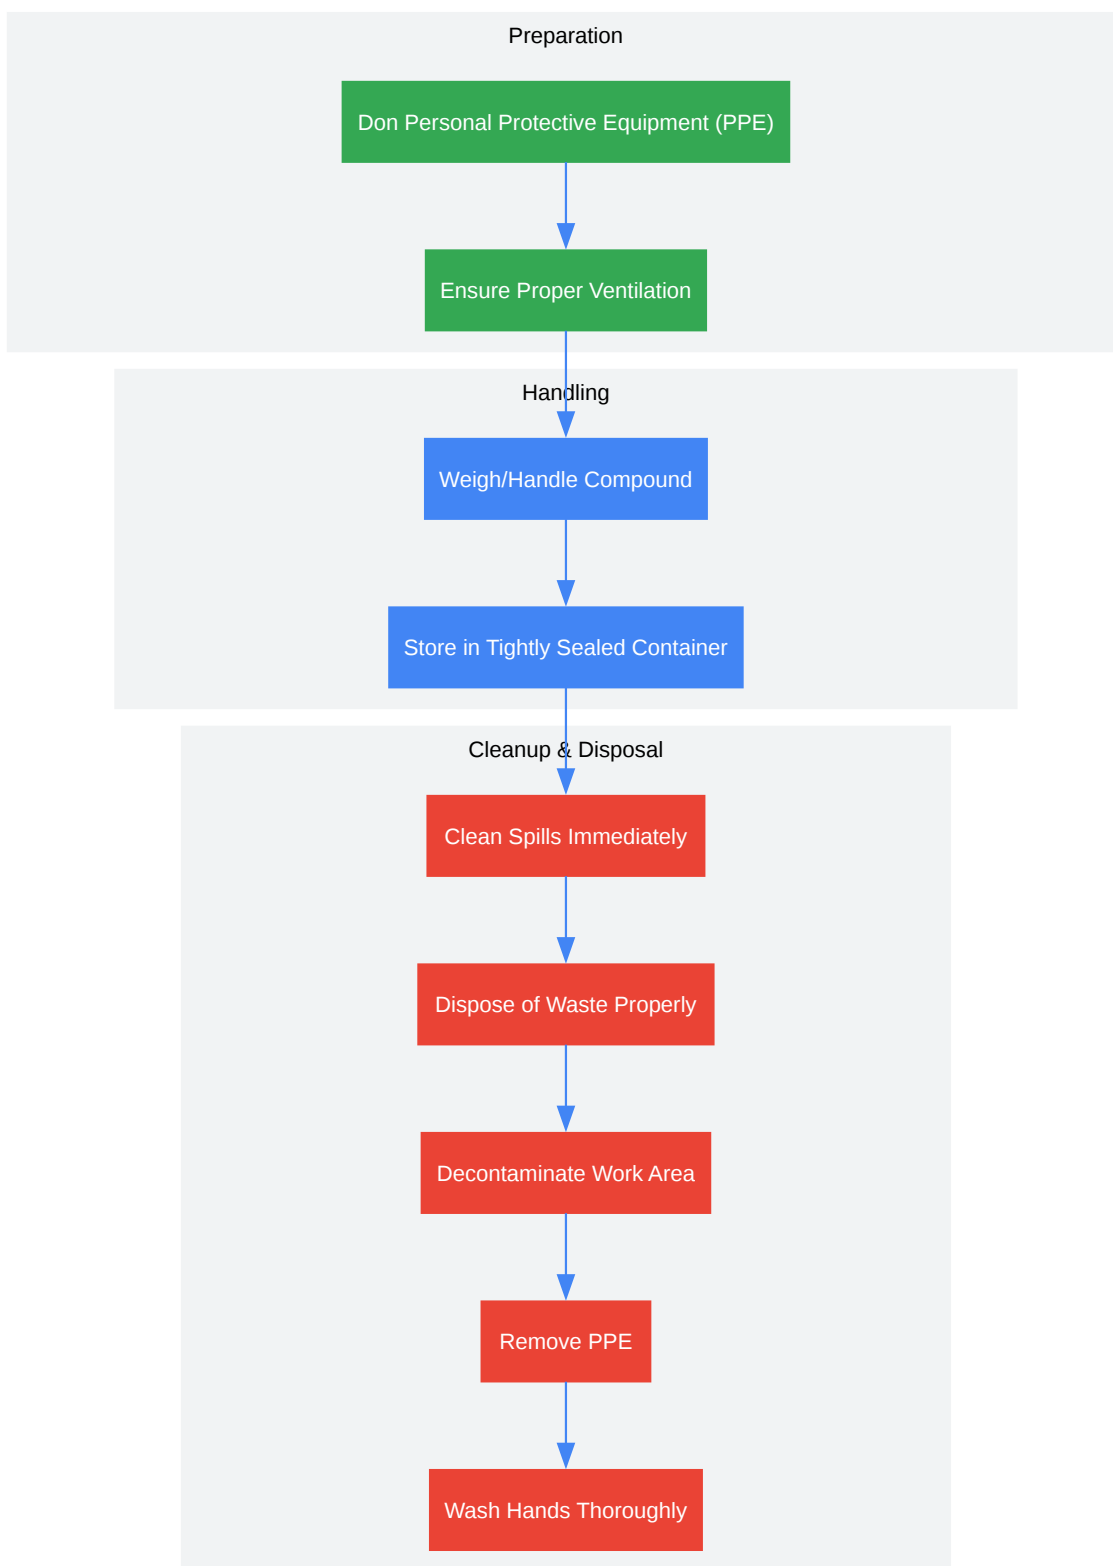 Preparation
Don Personal Protective Equipment (PPE)
Ensure Proper Ventilation
Handling
Weigh/Handle Compound
Store in Tightly Sealed Container
Cleanup & Disposal
Clean Spills Immediately
Dispose of Waste Properly
Decontaminate Work Area
Remove PPE
Wash Hands Thoroughly